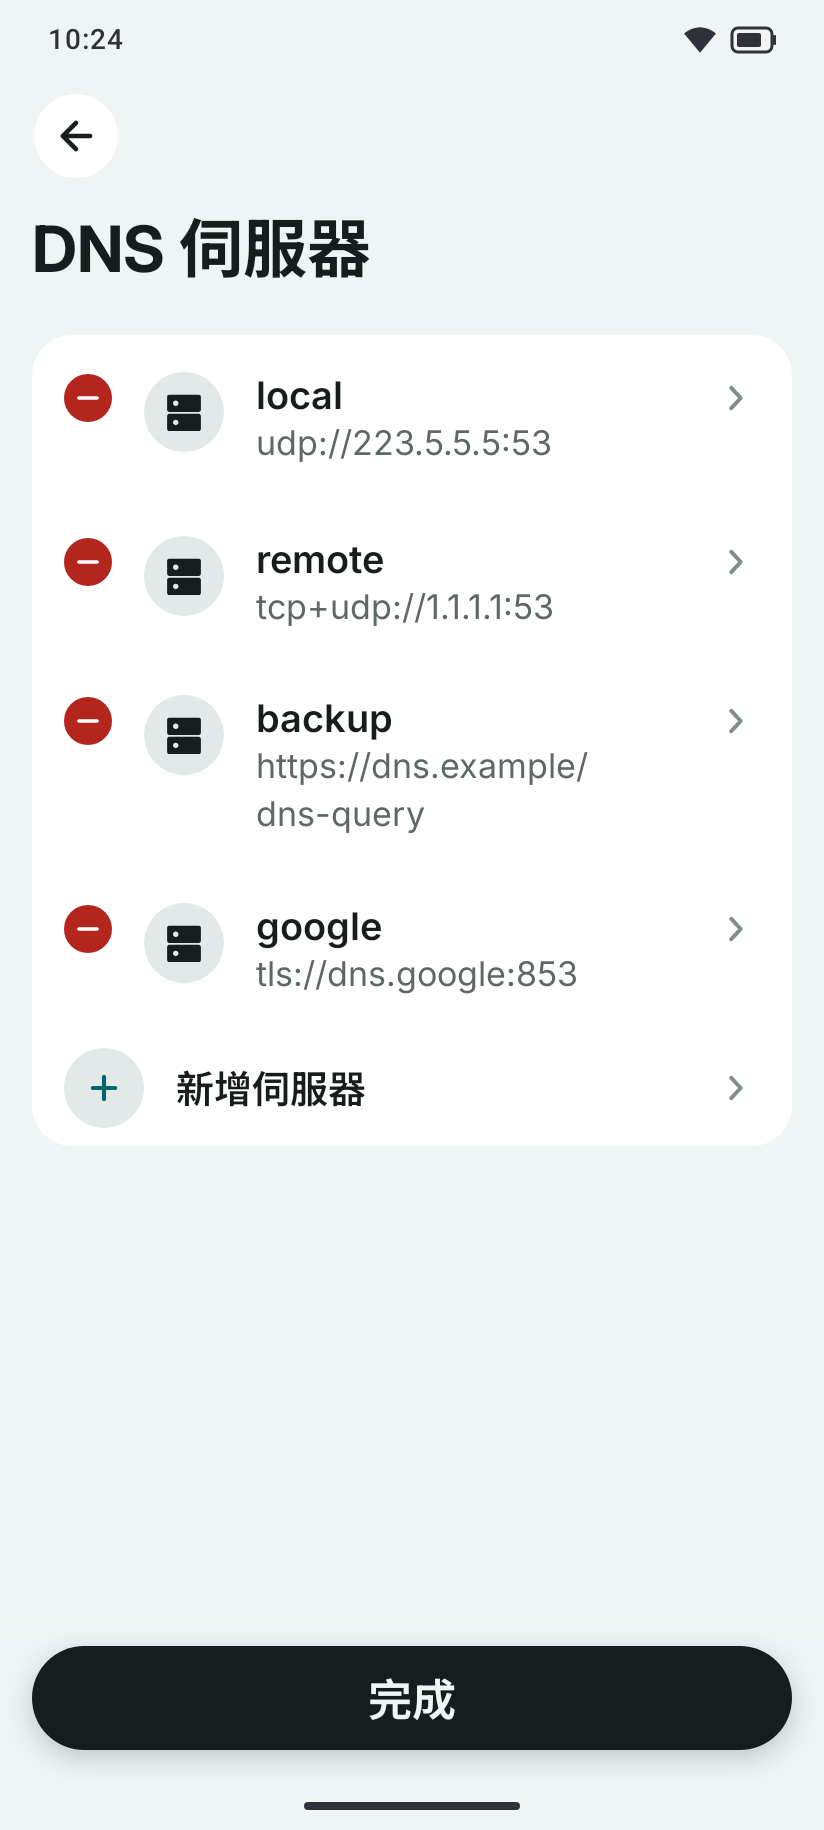 10:24
DNS 伺服器
local
udp://223.5.5.5:53
remote
tcp+udp://1.1.1.1:53
backup
https://dns.example/
dns-query
google
tls://dns.google:853
新增伺服器
完成